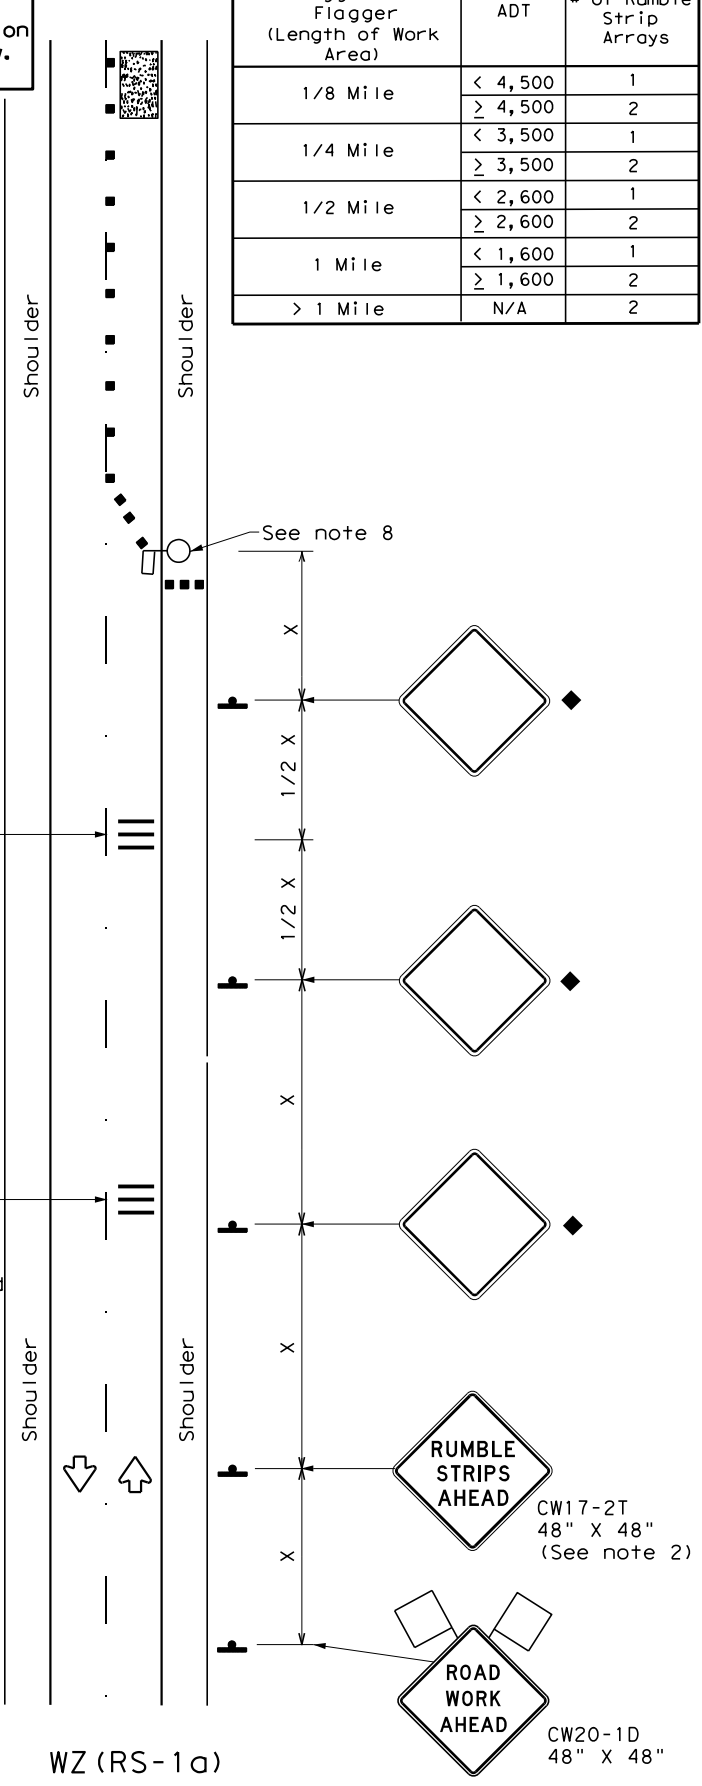 on
Flagger
(Length of Work
Area)
ADT
# of Rumble
Strip
Arrays
1/8 Mile
< 4,500
1
≥ 4,500
2
1/4 Mile
< 3,500
1
≥ 3,500
2
1/2 Mile
< 2,600
1
≥ 2,600
2
1 Mile
< 1,600
1
≥ 1,600
2
> 1 Mile
N/A
2
Shoulder
Shoulder
See note 8
X
1/2 X
1/2 X
X
X
Shoulder
Shoulder
RUMBLE
STRIPS
AHEAD
CW17-2T
48" X 48"
(See note 2)
X
ROAD
WORK
AHEAD
CW20-1D
48" X 48"
WZ(RS-1a)